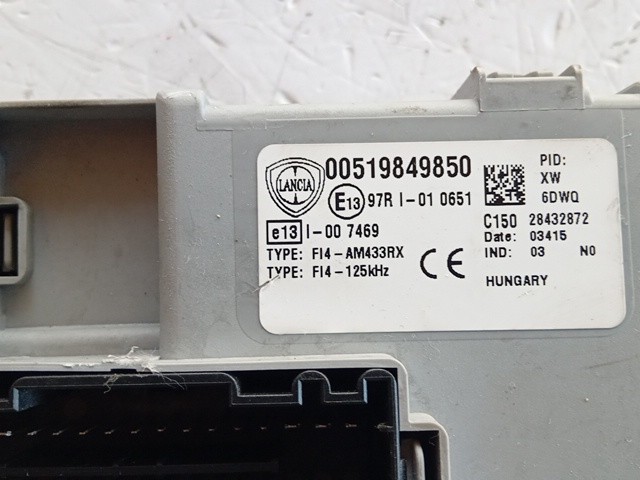 LANCIA
00519849850
E13 97R I-01 0651
e13 I-00 7469
TYPE: FI4-AM433RX
TYPE: FI4-125kHz
CE
PID:
XW
6DWQ
C150 28432872
Date: 03415
IND: 03 N0
HUNGARY